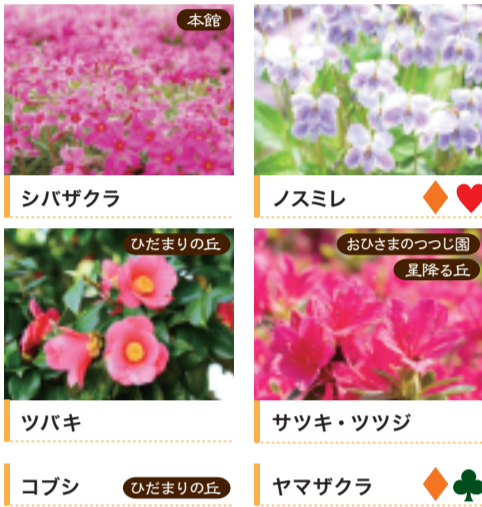 本館
シバザクラ
ノスミレ
ひだまりの丘
ツバキ
おひさまのつつじ園
星降る丘
サツキ・ツツジ
コブシ
ひだまりの丘
ヤマザクラ